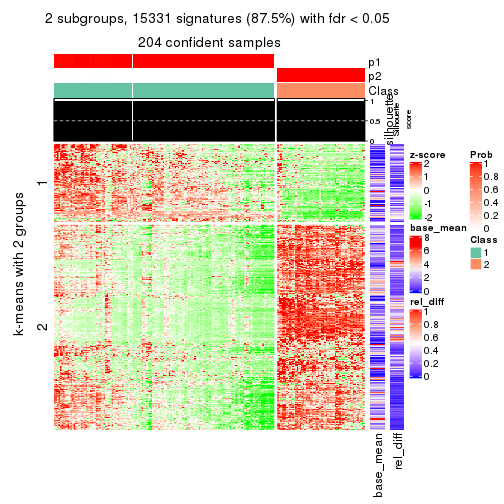 2 subgroups, 15331 signatures (87.5%) with fdr < 0.05
204 confident samples
p1
p2
Class
1
0.5
0
silhouette
Silhouette
score
k-means with 2 groups
1
2
base_mean
rel_diff
z-score
2
1
0
-1
-2
base_mean
8
6
4
2
0
rel_diff
1
0.8
0.6
0.4
0.2
0
Prob
1
0.8
0.6
0.4
0.2
0
Class
1
2